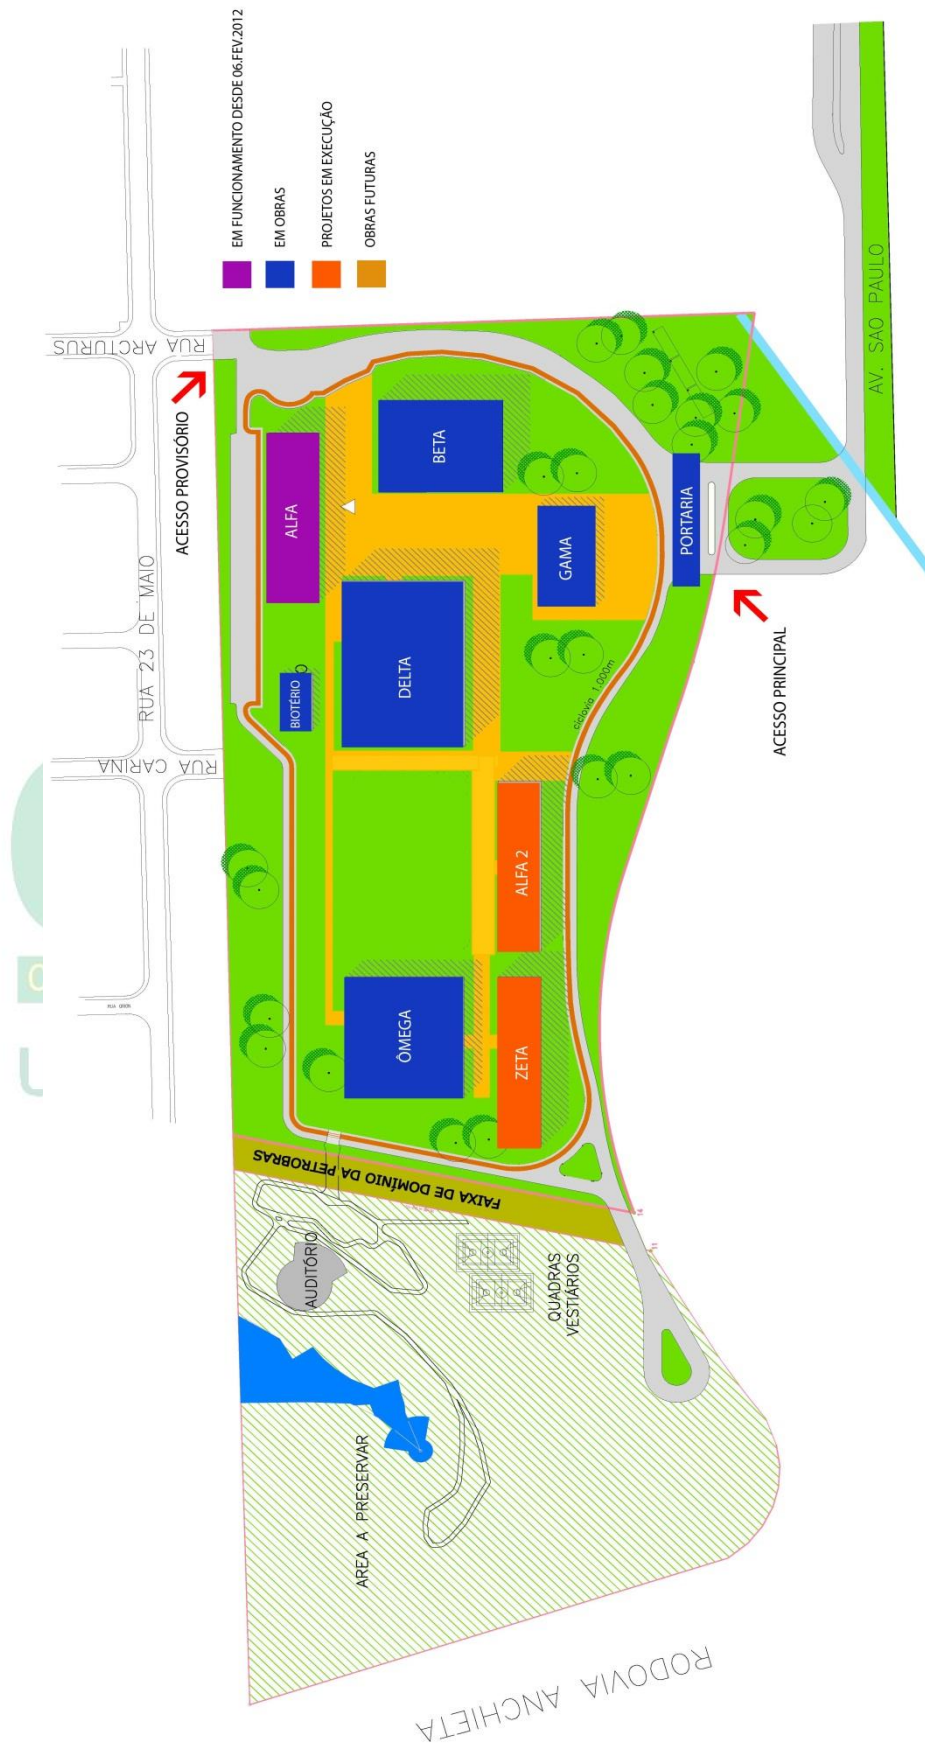 EM FUNCIONAMENTO DESDE 06.FEV.2012
EM OBRAS
PROJETOS EM EXECUÇÃO
OBRAS FUTURAS
RUA ARCTURUS
RUA 23 DE MAIO
RUA CARINA
ACESSO PROVISÓRIO
ALFA
BETA
GAMA
DELTA
BIOTÉRIO
PORTARIA
ACESSO PRINCIPAL
AV. SAO PAULO
ciclovia 1.000m
ALFA 2
ZETA
ÔMEGA
FAIXA DE DOMÍNIO DA PETROBRAS
AUDITÓRIO
QUADRAS
VESTIÁRIOS
AREA A PRESERVAR
RODOVIA ANCHIETA